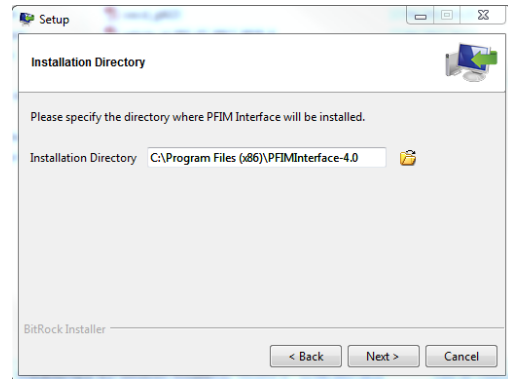 Setup
Installation Directory
Please specify the directory where PFIM Interface will be installed.
Installation Directory C:\Program Files (x86)\PFIMInterface-4.0
BitRock Installer
< Back Next > Cancel